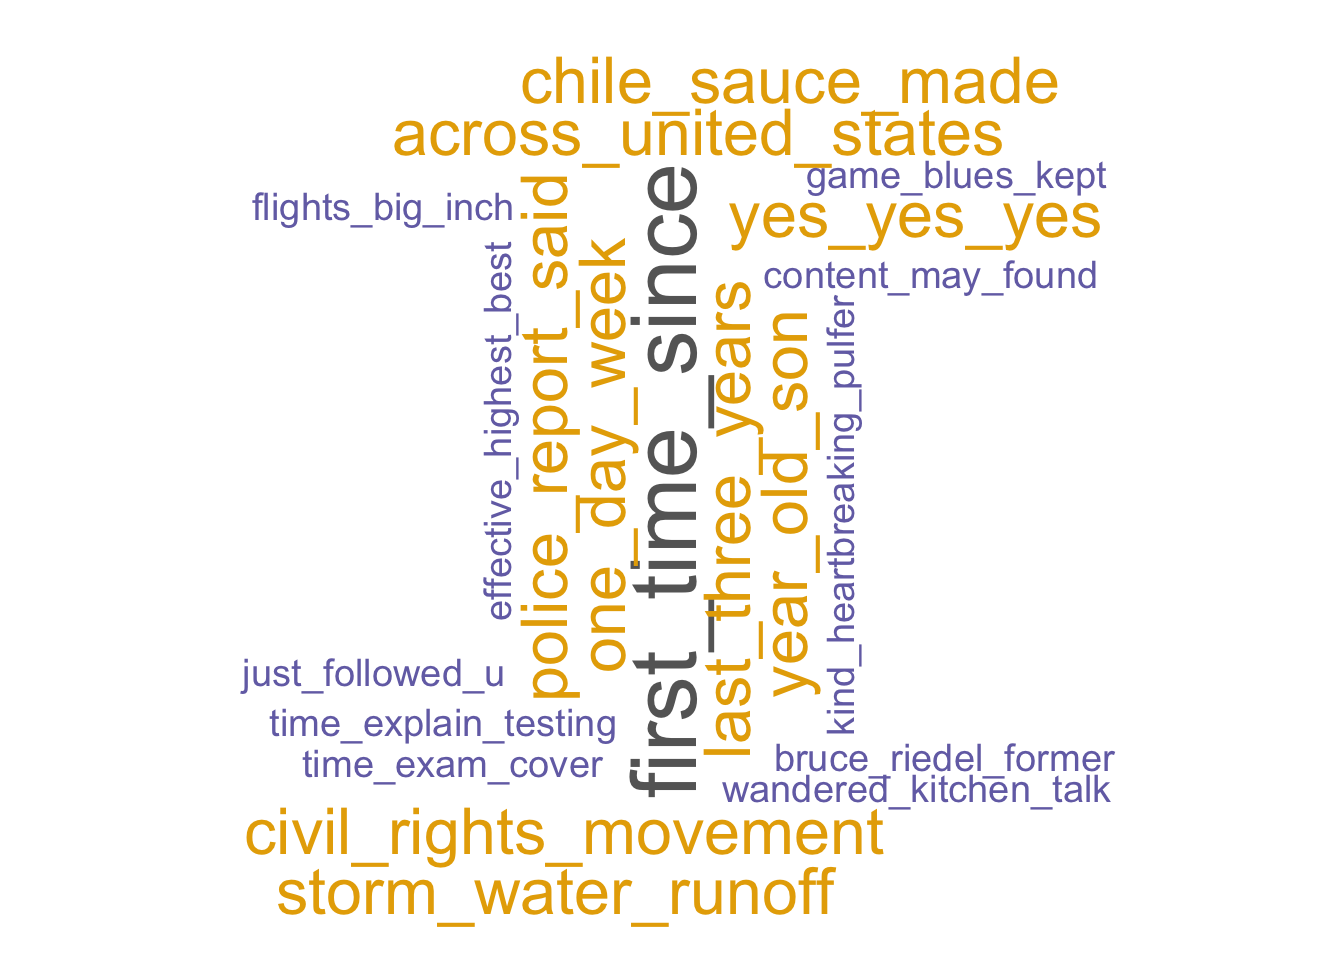 chile_sauce_made
across_united_states
game_blues_kept
flights_big_inch
yes_yes_yes
content_may_found
effective_highest_best
police_report_said
one_day_week
first_time_since
last_three_years
year_old_son
kind_heartbreaking_pulfer
just_followed_u
time_explain_testing
time_exam_cover
bruce_riedel_former
wandered_kitchen_talk
civil_rights_movement
storm_water_runoff